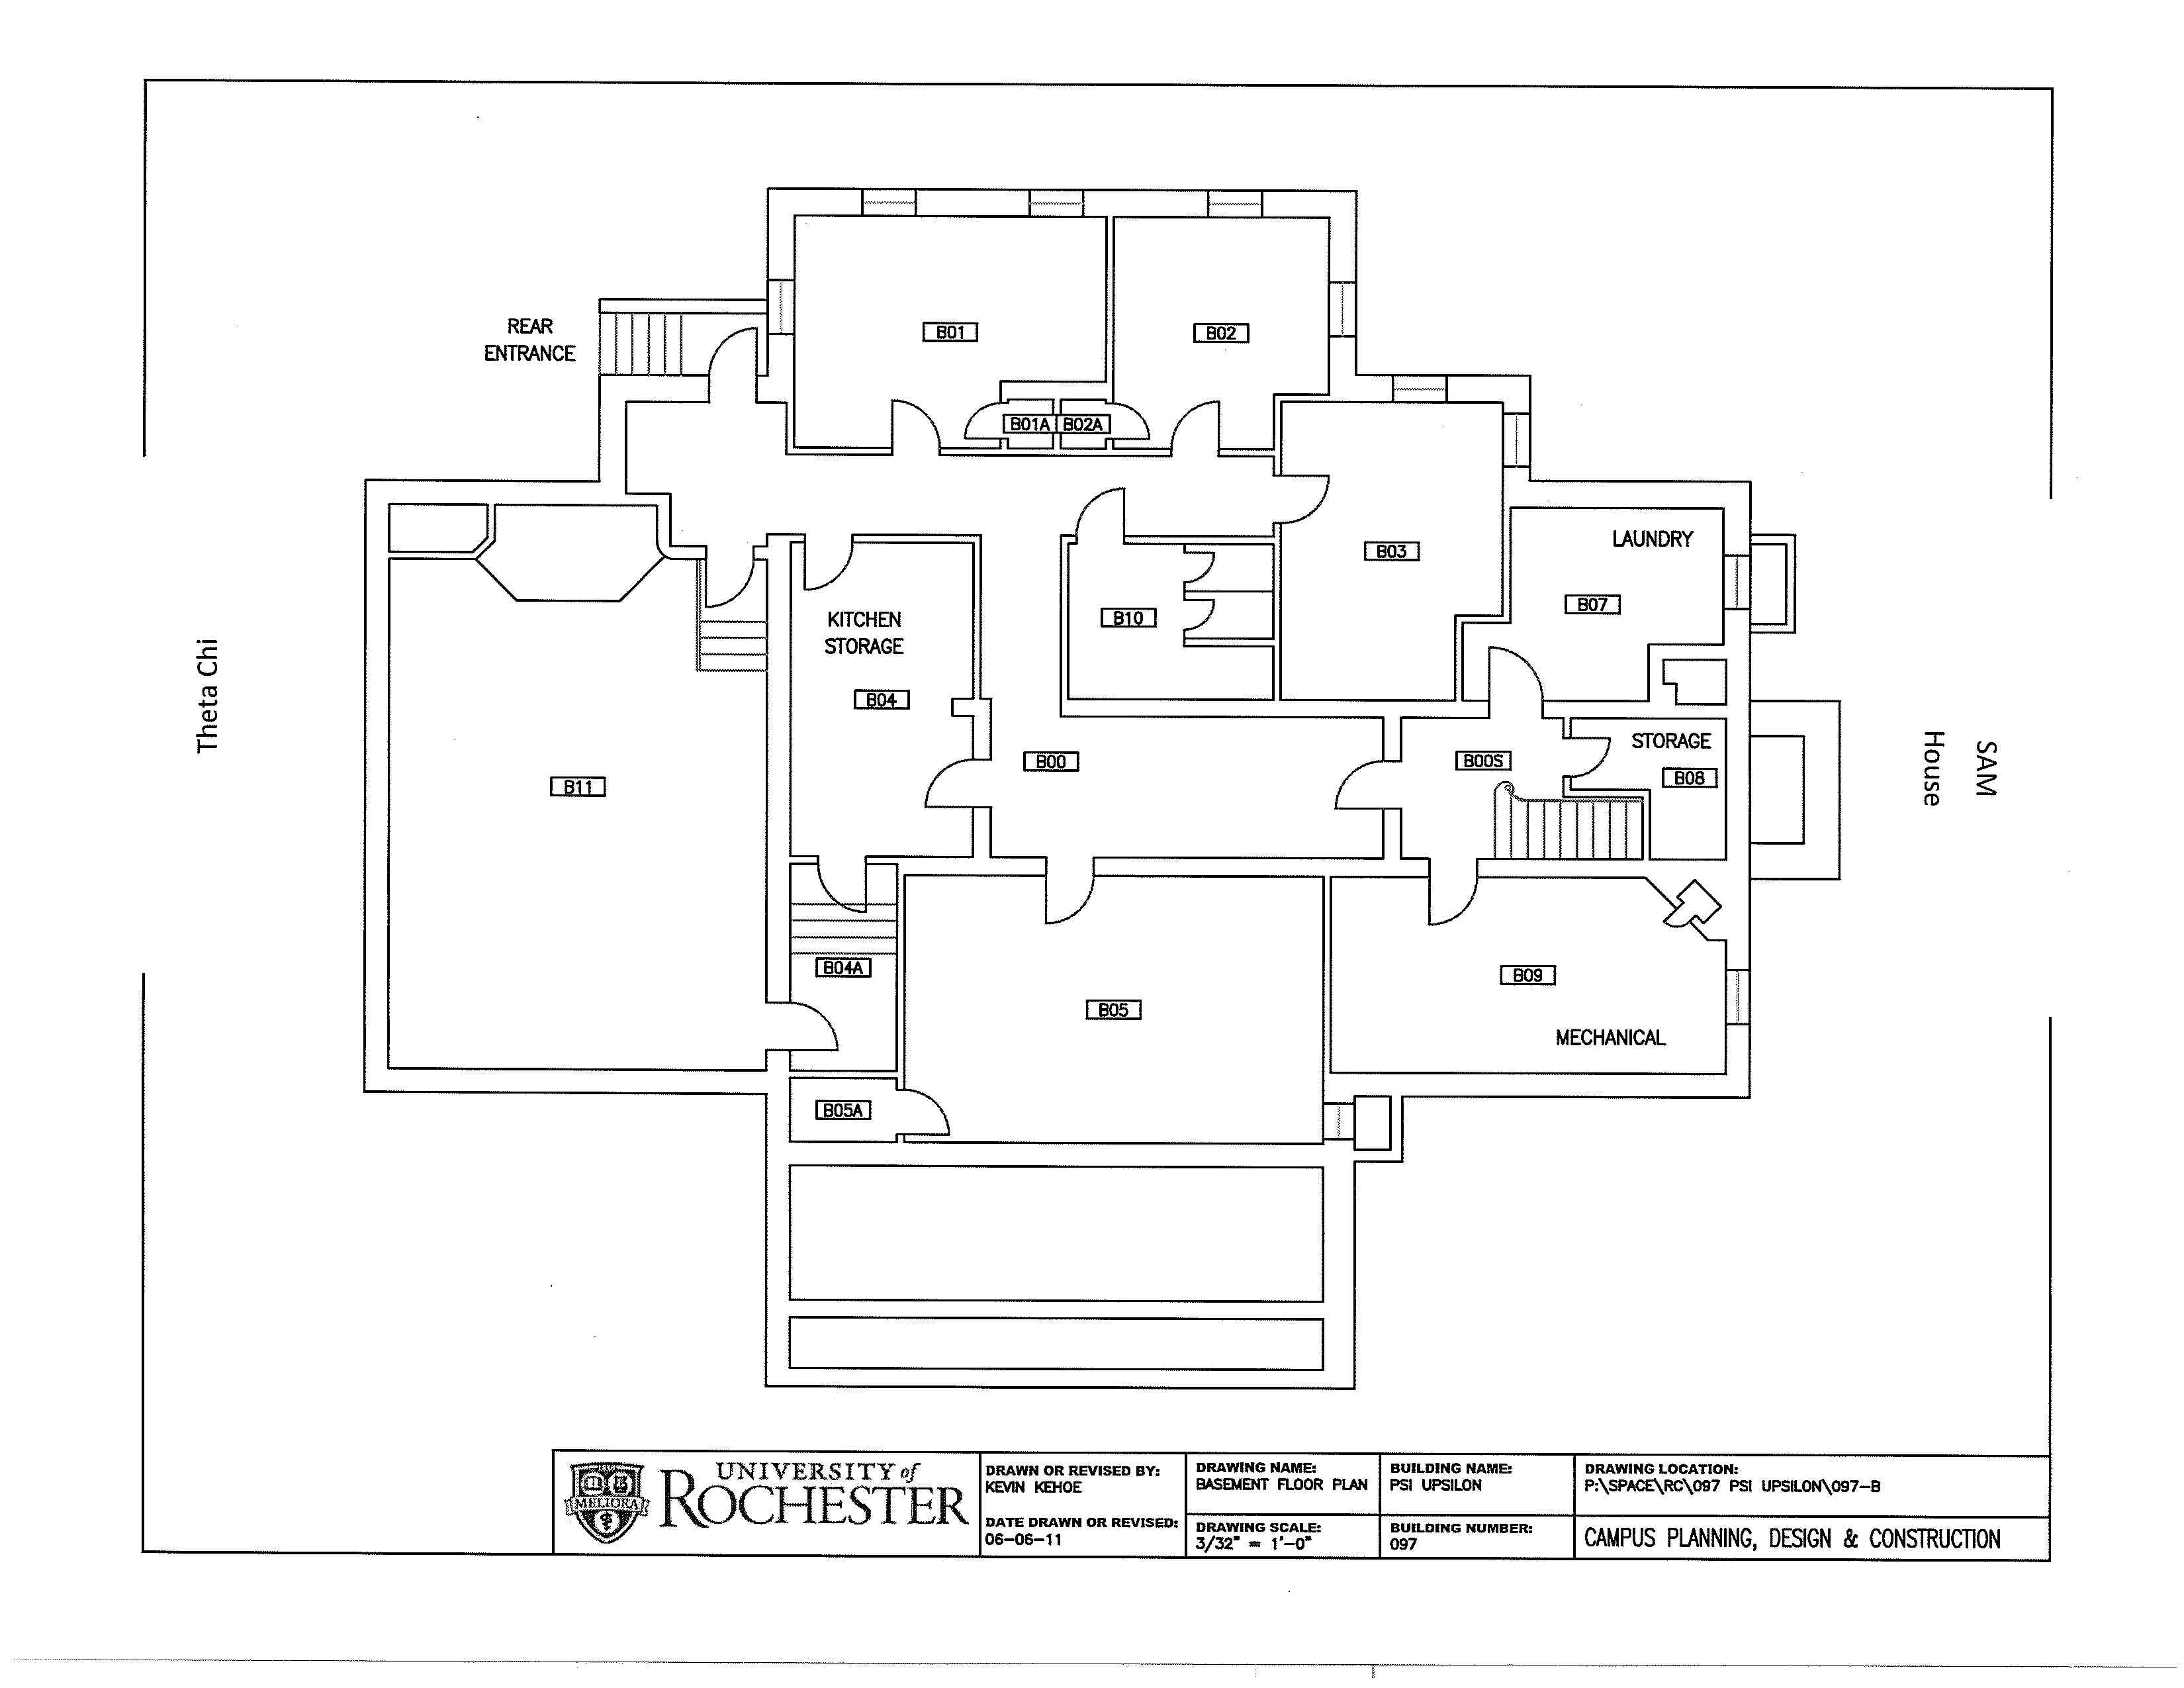 REAR
ENTRANCE
B01
B02
B01A
B02A
B03
LAUNDRY
B07
KITCHEN
STORAGE
B10
B04
B00
B00S
STORAGE
B08
B11
Theta Chi
SAM
House
B04A
B05
B09
MECHANICAL
B05A
MELIORA
UNIVERSITY of
ROCHESTER
DRAWN OR REVISED BY:
KEVIN KEHOE
DATE DRAWN OR REVISED:
06-06-11
DRAWING NAME:
BASEMENT FLOOR PLAN
DRAWING SCALE:
3/32" = 1'-0"
BUILDING NAME:
PSI UPSILON
BUILDING NUMBER:
097
DRAWING LOCATION:
P:\SPACE\RC\097 PSI UPSILON\097-B
CAMPUS PLANNING, DESIGN & CONSTRUCTION